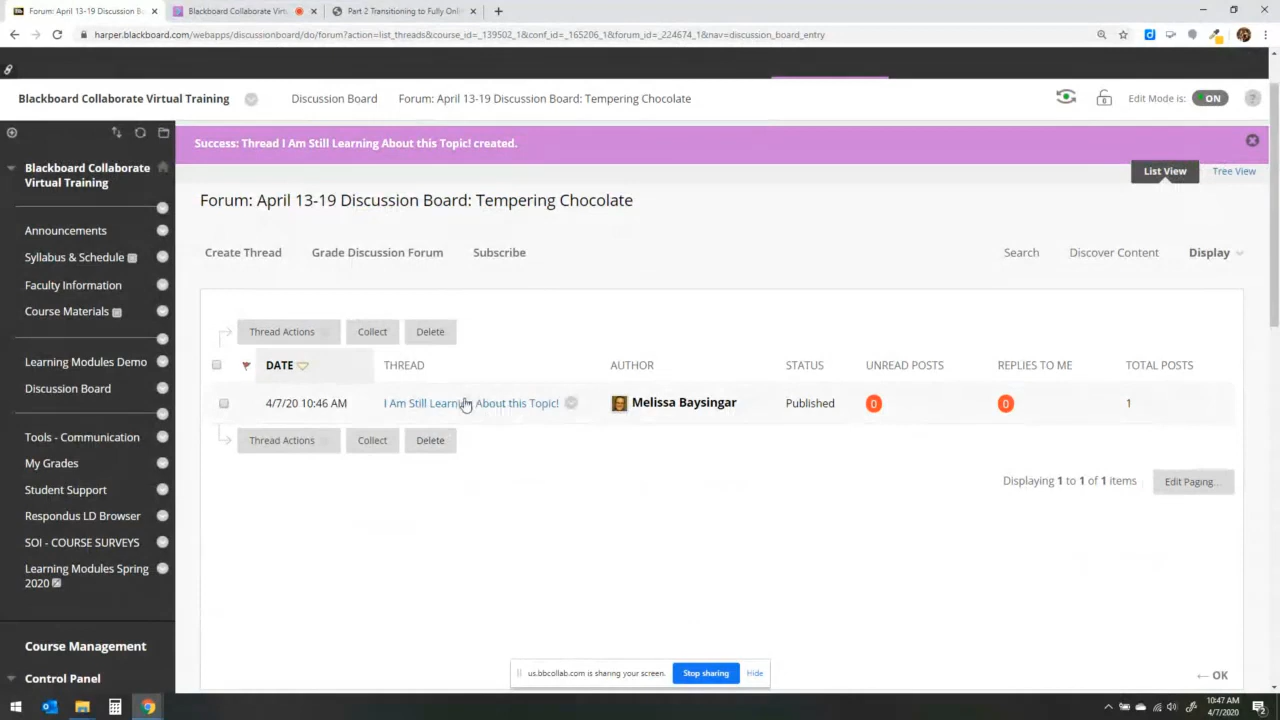 Forum: April 13-19 Discussion B
Blackboard Collaborate Virtu
Part 2 Transitioning to Fully Onli
harper.blackboard.com/webapps/discussionboard/do/forum?action=list_threads&course_id=_139502_1&conf_id=_165206_1&forum_id=_224674_1&nav=discussion_board_entry
Blackboard Collaborate Virtual Training
Discussion Board
Forum: April 13-19 Discussion Board: Tempering Chocolate
Edit Mode is:
ON
?
Success: Thread I Am Still Learning About this Topic! created.
Blackboard Collaborate
Virtual Training
List View
Tree View
Forum: April 13-19 Discussion Board: Tempering Chocolate
Announcements
Syllabus & Schedule
Faculty Information
Course Materials
Learning Modules Demo
Discussion Board
Tools - Communication
My Grades
Student Support
Respondus LD Browser
SOI - COURSE SURVEYS
Learning Modules Spring
2020
Course Management
Control Panel
Create Thread
Grade Discussion Forum
Subscribe
Search
Discover Content
Display
Thread Actions
Collect
Delete
DATE
THREAD
AUTHOR
STATUS
UNREAD POSTS
REPLIES TO ME
TOTAL POSTS
4/7/20 10:46 AM
I Am Still Learning About this Topic!
Melissa Baysingar
Published
0
0
1
Thread Actions
Collect
Delete
Displaying 1 to 1 of 1 items
Edit Paging...
us.bbcollab.com is sharing your screen.
Stop sharing
Hide
← OK
10:47 AM
4/7/2020